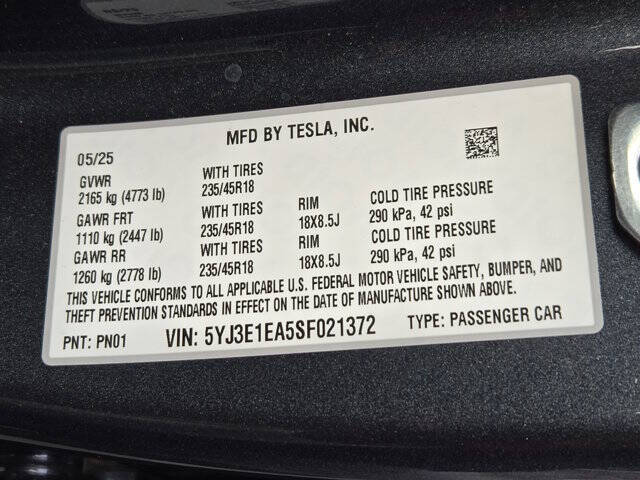 MFD BY TESLA, INC.
05/25
GVWR WITH TIRES
2165 kg (4773 lb) 235/45R18
GAWR FRT WITH TIRES RIM COLD TIRE PRESSURE
1110 kg (2447 lb) 235/45R18 18X8.5J 290 kPa, 42 psi
GAWR RR WITH TIRES RIM COLD TIRE PRESSURE
1260 kg (2778 lb) 235/45R18 18X8.5J 290 kPa, 42 psi
THIS VEHICLE CONFORMS TO ALL APPLICABLE U.S. FEDERAL MOTOR VEHICLE SAFETY, BUMPER, AND
THEFT PREVENTION STANDARDS IN EFFECT ON THE DATE OF MANUFACTURE SHOWN ABOVE.
PNT: PN01 VIN: 5YJ3E1EA5SF021372 TYPE: PASSENGER CAR